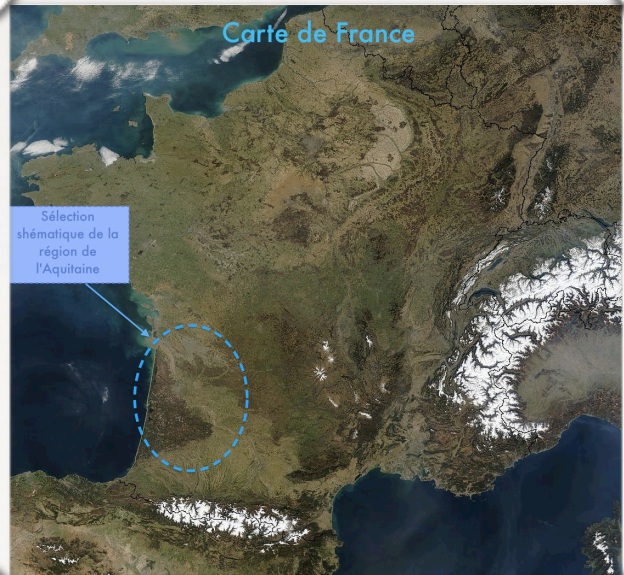 Carte de France
Sélection
shématique de la
région de
l'Aquitaine